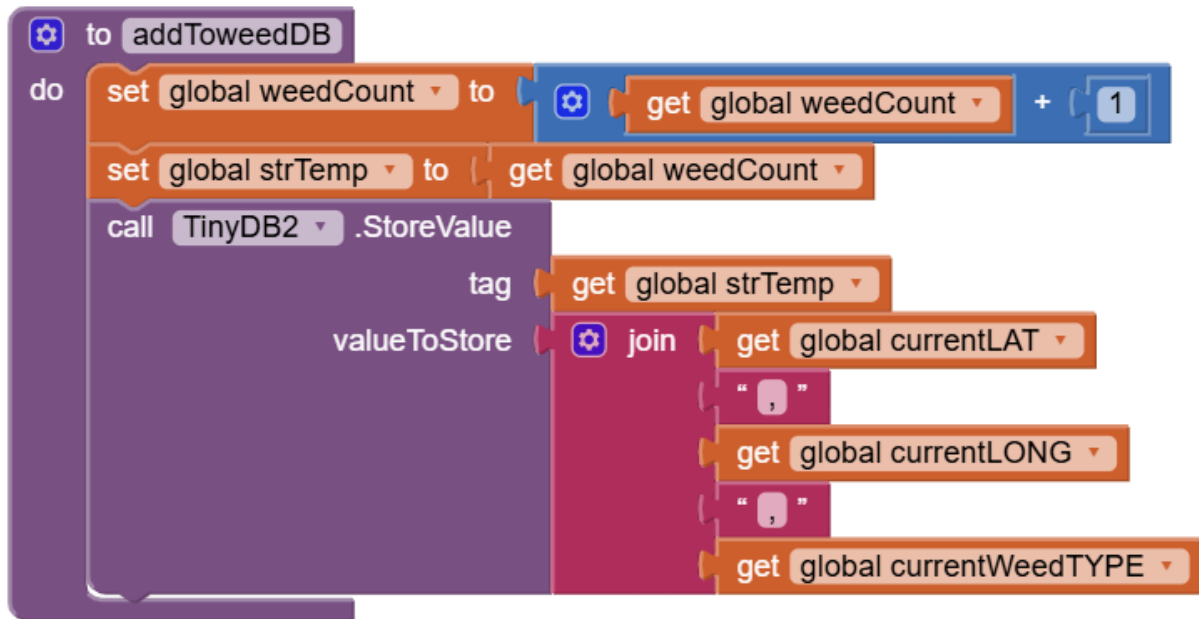 to addToweedDB
do set global weedCount to get global weedCount + 1
set global strTemp to get global weedCount
call TinyDB2 .StoreValue
tag get global strTemp
valueToStore join get global currentLAT
“ , ”
get global currentLONG
“ , ”
get global currentWeedTYPE